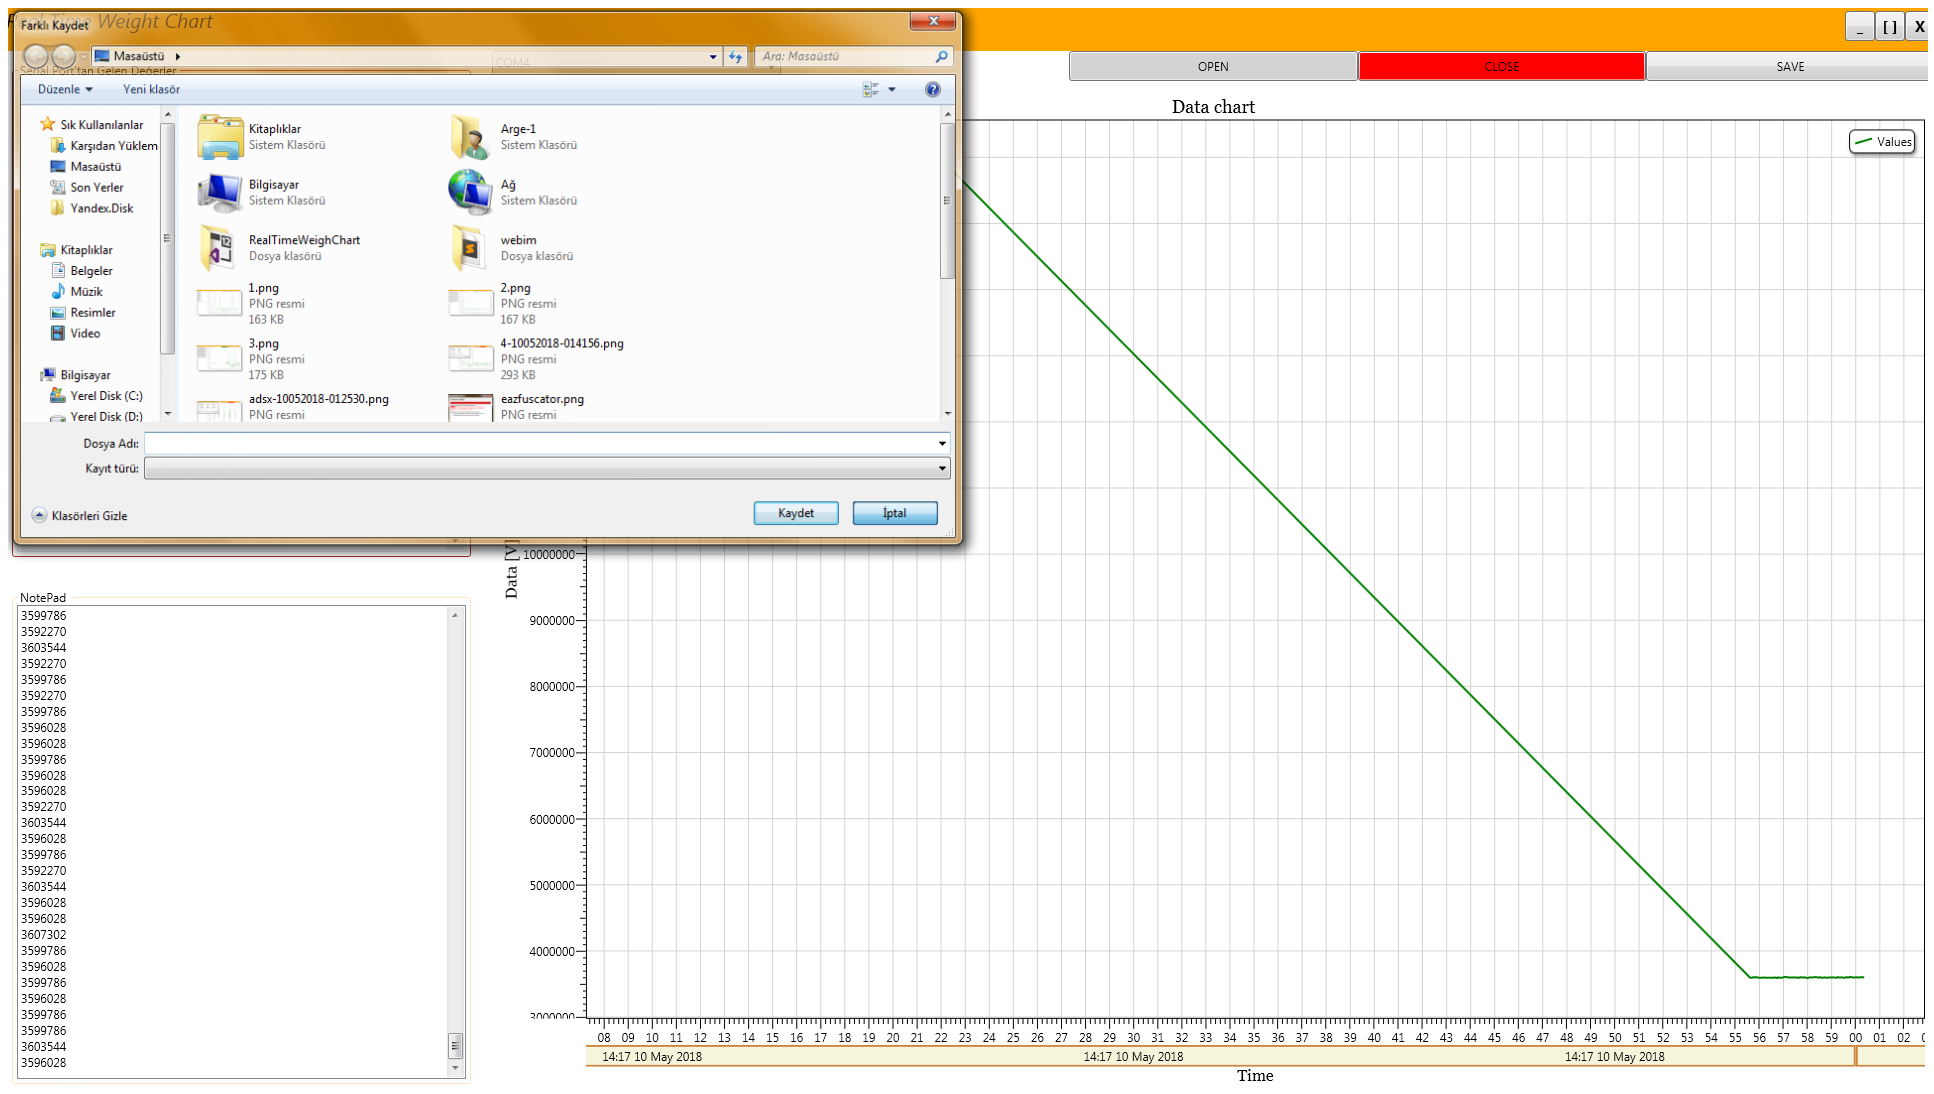 Real Time Weight Chart
Farklı Kaydet
_
[ ]
X
Masaüstü
Ara: Masaüstü
COM4
Serial Port'tan Gelen Değerler
OPEN
CLOSE
SAVE
Düzenle
Yeni klasör
Sık Kullanılanlar
Karşıdan Yüklem
Masaüstü
Son Yerler
Yandex.Disk
Kitaplıklar
Belgeler
Müzik
Resimler
Video
Bilgisayar
Yerel Disk (C:)
Yerel Disk (D:)
Kitaplıklar
Sistem Klasörü
Arge-1
Sistem Klasörü
Bilgisayar
Sistem Klasörü
Ağ
Sistem Klasörü
RealTimeWeighChart
Dosya klasörü
webim
Dosya klasörü
1.png
PNG resmi
163 KB
2.png
PNG resmi
167 KB
3.png
PNG resmi
175 KB
4-10052018-014156.png
PNG resmi
293 KB
adsx-10052018-012530.png
PNG resmi
eazfuscator.png
PNG resmi
Dosya Adı:
Kayıt türü:
Klasörleri Gizle
Kaydet
İptal
NotePad
3599786
3592270
3603544
3592270
3599786
3592270
3599786
3596028
3596028
3599786
3596028
3596028
3592270
3603544
3596028
3599786
3592270
3603544
3596028
3596028
3607302
3599786
3596028
3599786
3596028
3599786
3599786
3603544
3596028
Data chart
Values
Data [V]
10000000
9000000
8000000
7000000
6000000
5000000
4000000
3000000
08 09 10 11 12 13 14 15 16 17 18 19 20 21 22 23 24 25 26 27 28 29 30 31 32 33 34 35 36 37 38 39 40 41 42 43 44 45 46 47 48 49 50 51 52 53 54 55 56 57 58 59 00 01 02
14:17 10 May 2018
14:17 10 May 2018
14:17 10 May 2018
Time